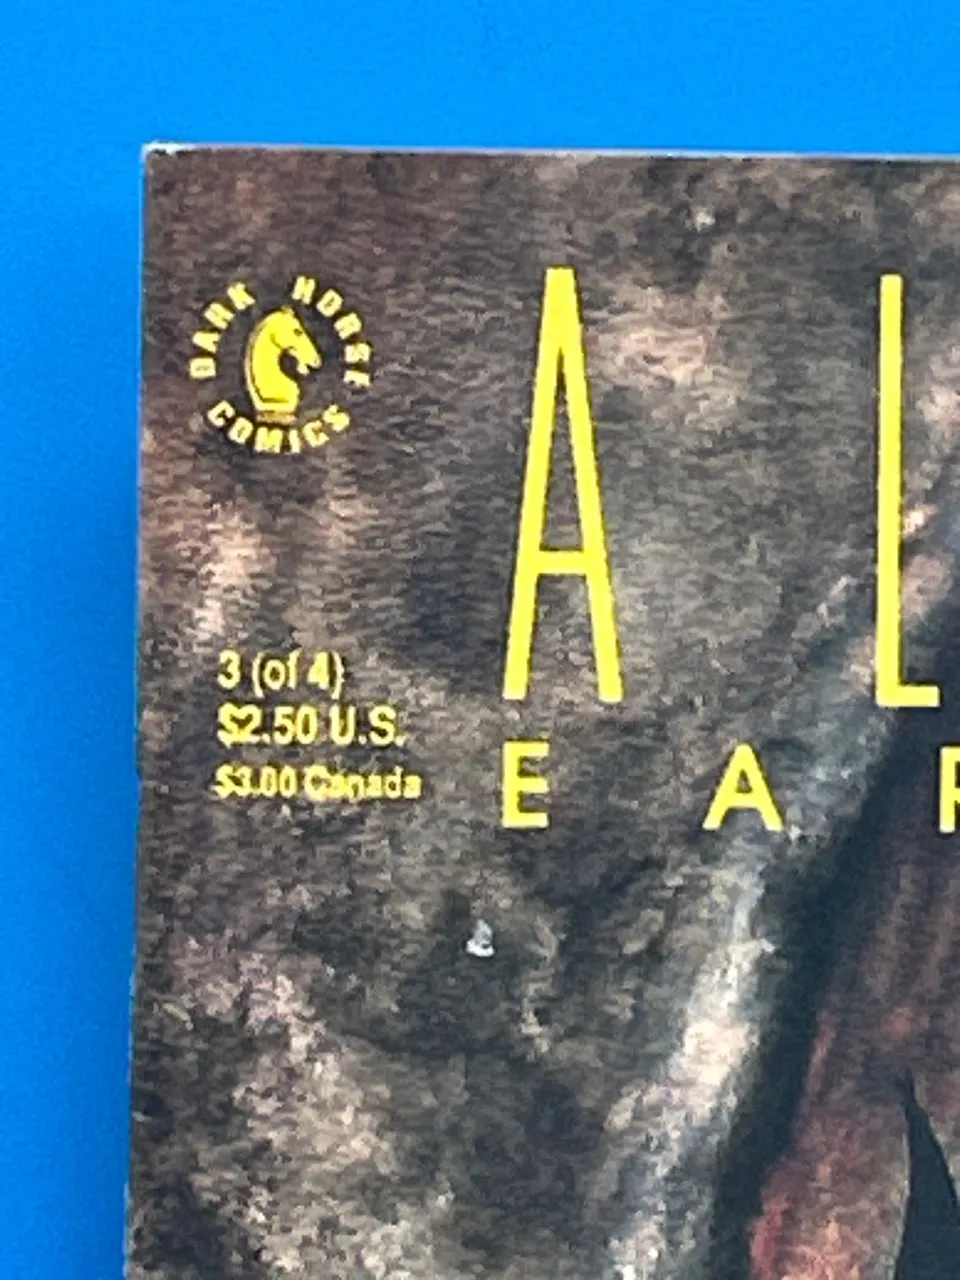 DARK HORSE
COMICS
A L
3 (of 4)
$2.50 U.S.
$3.00 Canada
E A